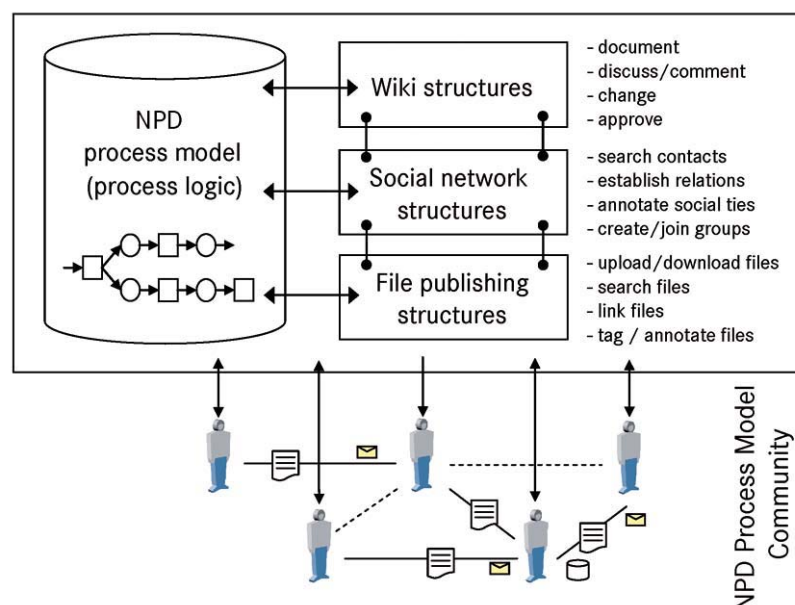 NPD
process model
(process logic)
Wiki structures
- document
- discuss/comment
- change
- approve
Social network
structures
- search contacts
- establish relations
- annotate social ties
- create/join groups
File publishing
structures
- upload/download files
- search files
- link files
- tag / annotate files
NPD Process Model
Community